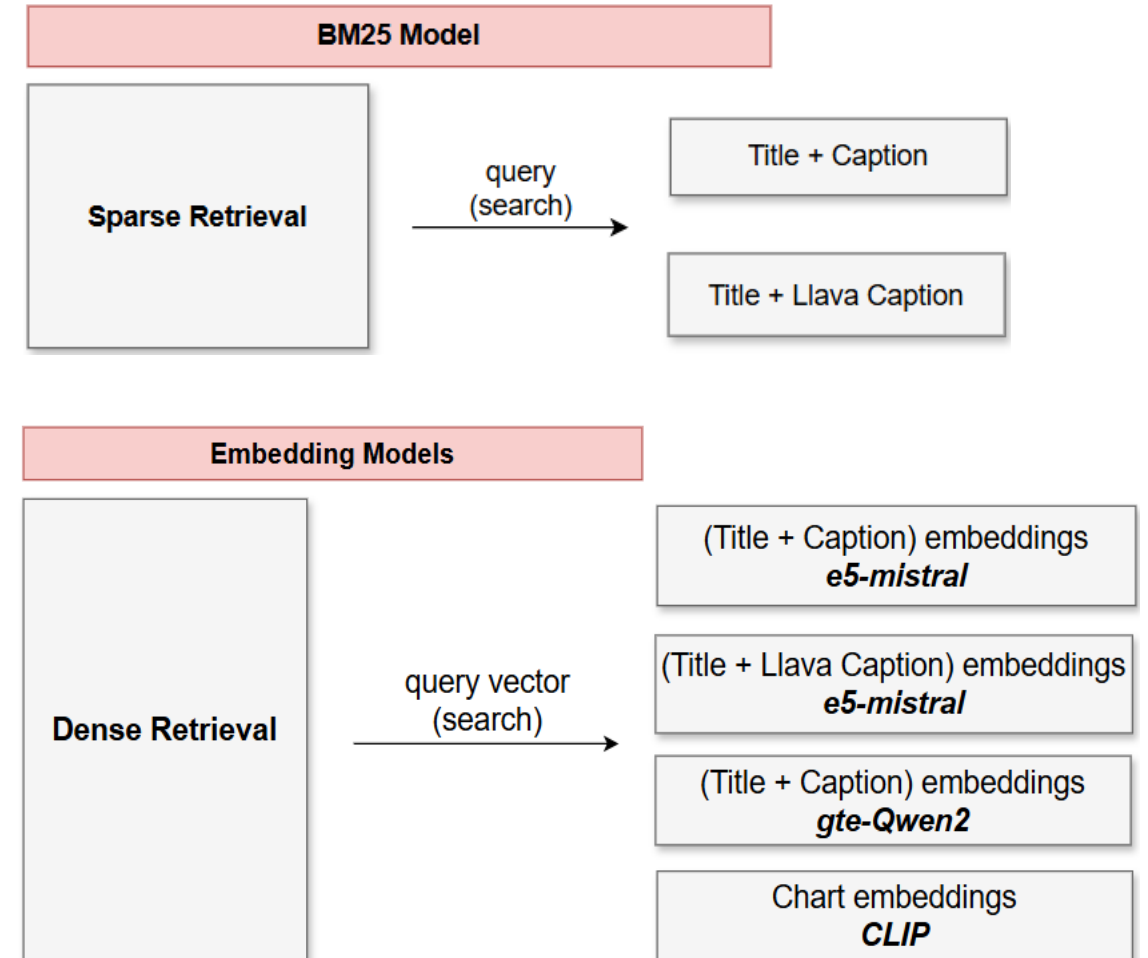 BM25 Model
Sparse Retrieval
query
(search)
Title + Caption
Title + Llava Caption
Embedding Models
Dense Retrieval
query vector
(search)
(Title + Caption) embeddings
e5-mistral
(Title + Llava Caption) embeddings
e5-mistral
(Title + Caption) embeddings
gte-Qwen2
Chart embeddings
CLIP